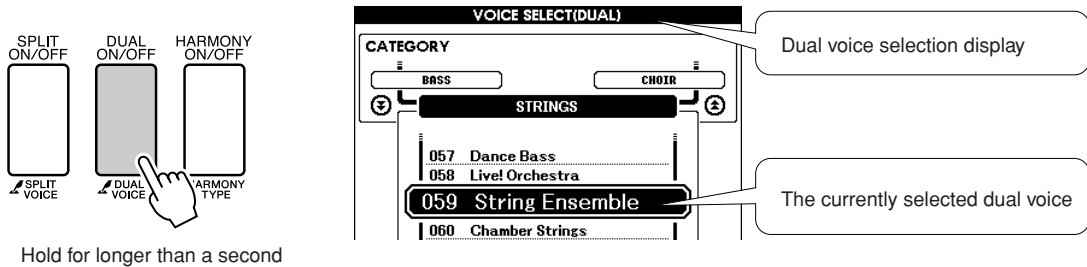 SPLIT ON/OFF
DUAL ON/OFF
HARMONY ON/OFF
SPLIT VOICE
DUAL VOICE
ARMONY TYPE
Hold for longer than a second
VOICE SELECT(DUAL)
CATEGORY
BASS
CHOIR
STRINGS
057 Dance Bass
058 Live! Orchestra
059 String Ensemble
060 Chamber Strings
Dual voice selection display
The currently selected dual voice